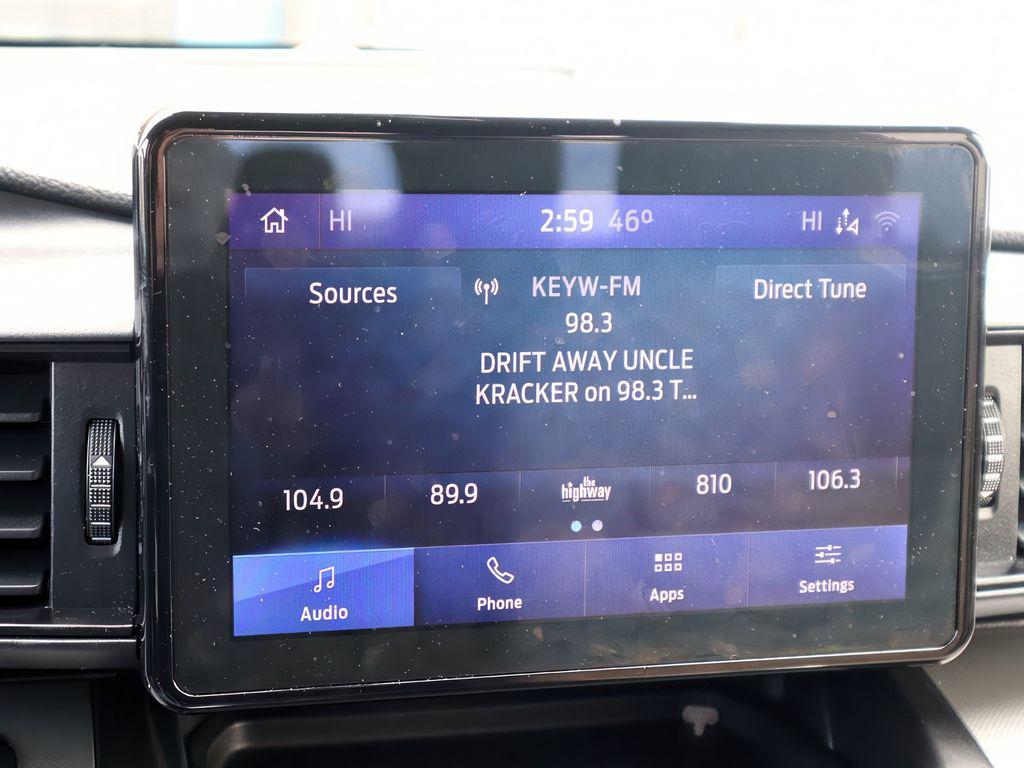 HI 2:59 46° HI
Sources KEYW-FM Direct Tune
98.3
DRIFT AWAY UNCLE
KRACKER on 98.3 T...
104.9 89.9 the highway 810 106.3
Audio Phone Apps Settings